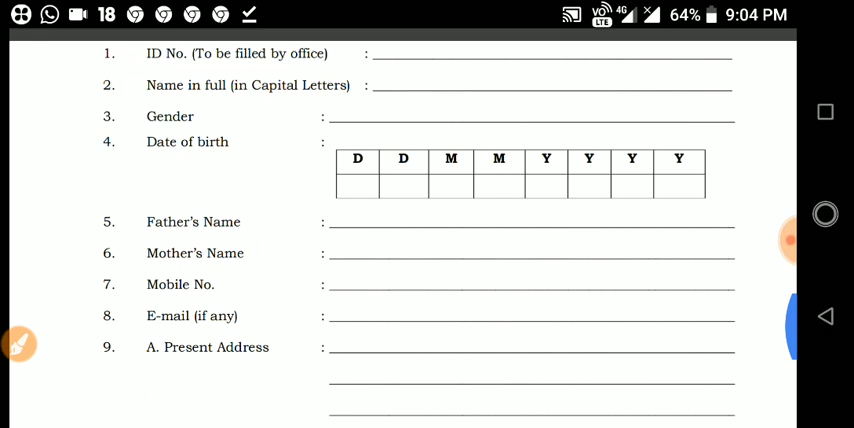 18 VO LTE 4G 64% 9:04 PM
1. ID No. (To be filled by office) :
2. Name in full (in Capital Letters) :
3. Gender :
4. Date of birth :
D D M M Y Y Y Y
5. Father's Name :
6. Mother's Name :
7. Mobile No. :
8. E-mail (if any) :
9. A. Present Address :